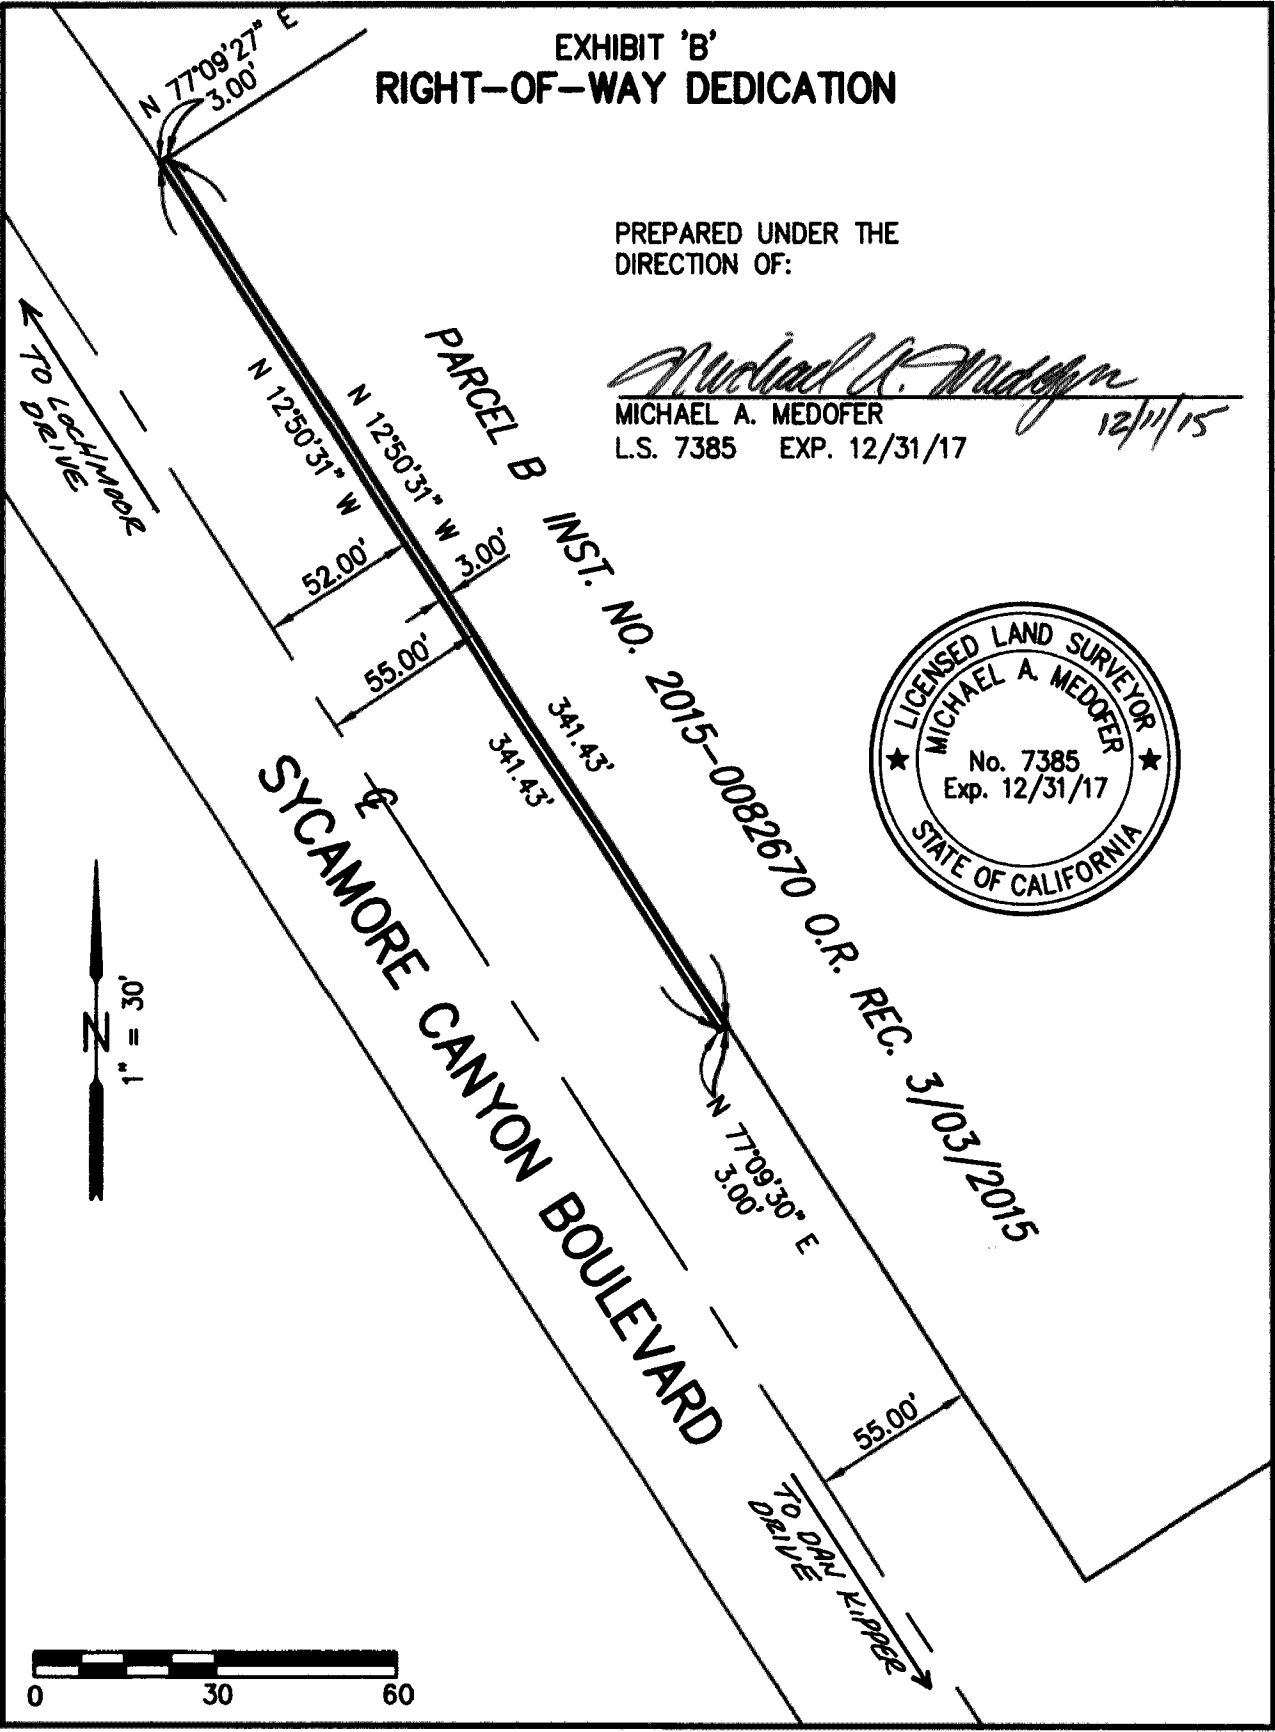 EXHIBIT 'B'
RIGHT-OF-WAY DEDICATION
N 77°09'27" E
3.00'
PREPARED UNDER THE
DIRECTION OF:
Michael A. Medofer
12/11/15
MICHAEL A. MEDOFER
L.S. 7385 EXP. 12/31/17
TO LOCHMOOR
DRIVE
N 12°50'31" W
N 12°50'31" W
PARCEL B INST. NO. 2015-0082670 O.R. REC. 3/03/2015
52.00'
3.00'
55.00'
341.43'
341.43'
LICENSED LAND SURVEYOR
MICHAEL A. MEDOFER
No. 7385
Exp. 12/31/17
STATE OF CALIFORNIA
℄
SYCAMORE CANYON BOULEVARD
N
1" = 30'
N 77°09'30" E
3.00'
55.00'
TO DAN KIPPER
DRIVE
0 30 60